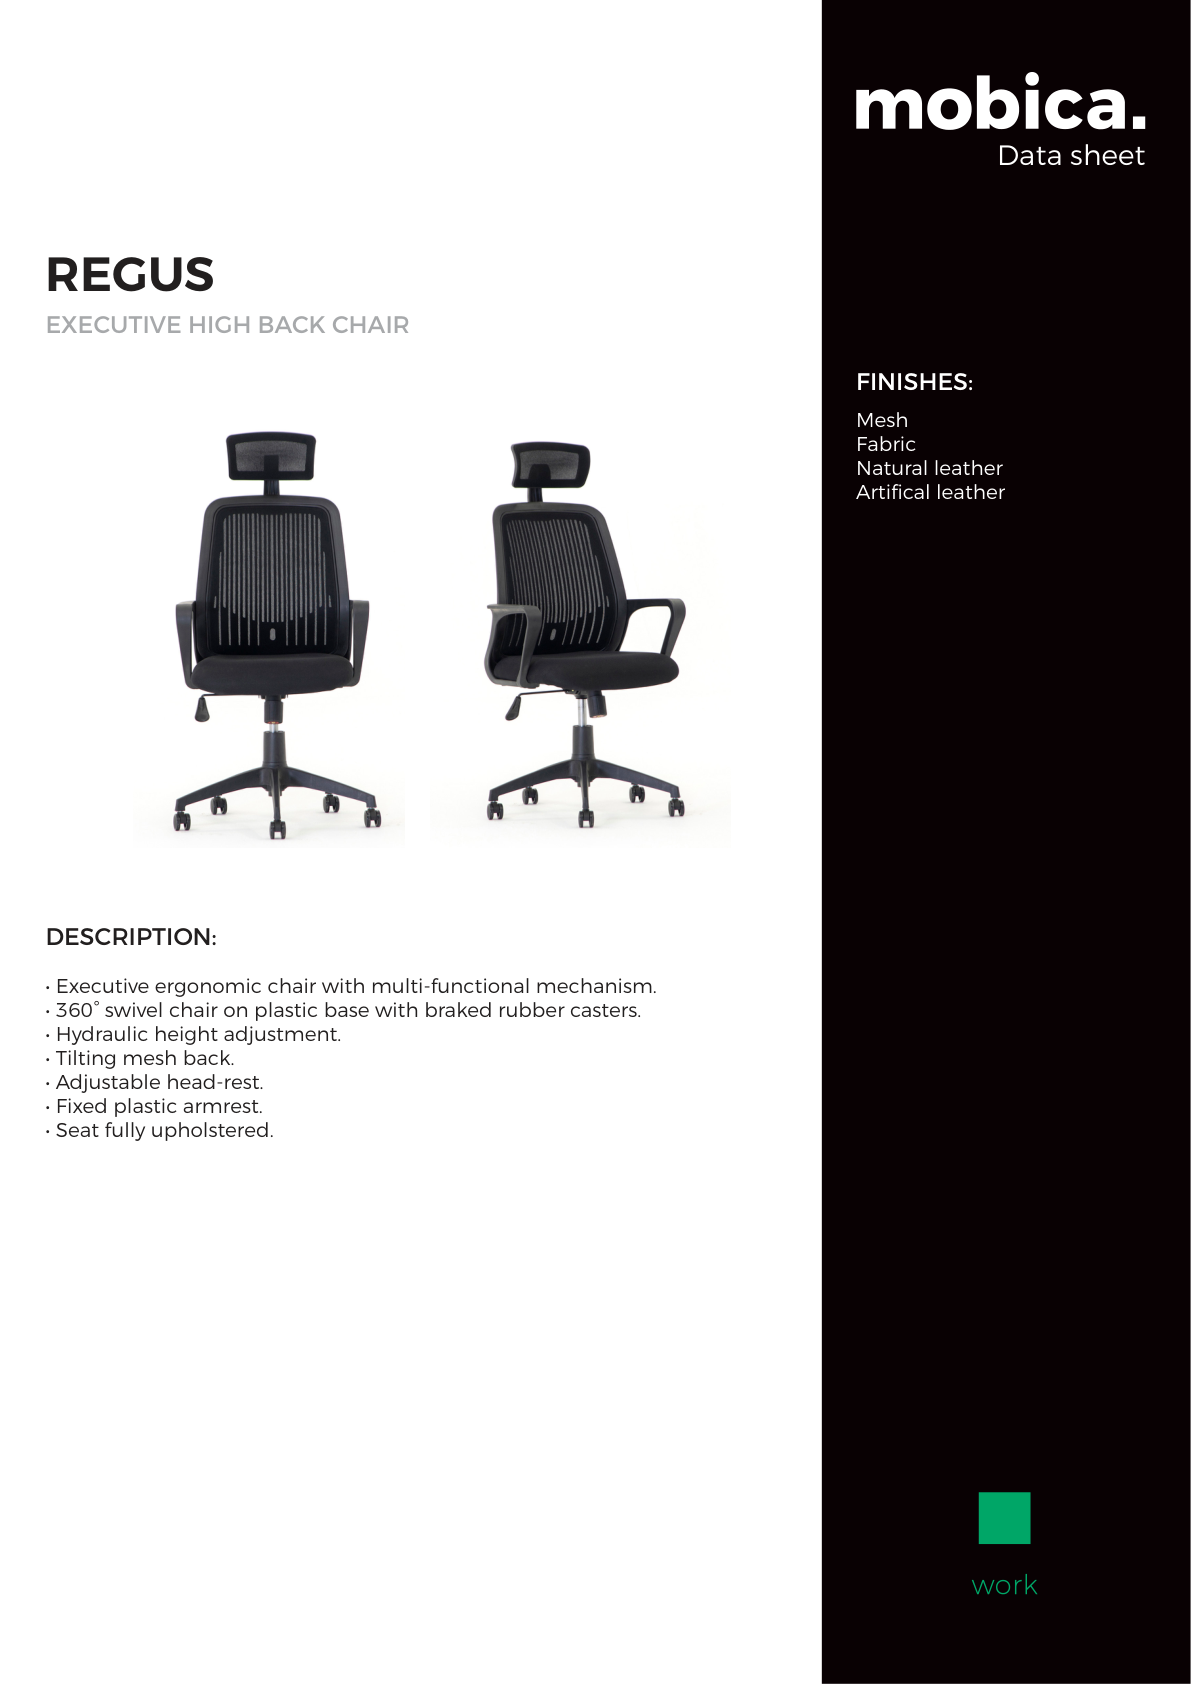 mobica.
Data sheet
REGUS
EXECUTIVE HIGH BACK CHAIR
FINISHES:
Mesh
Fabric
Natural leather
Artifical leather
DESCRIPTION:
• Executive ergonomic chair with multi-functional mechanism.
• 360° swivel chair on plastic base with braked rubber casters.
• Hydraulic height adjustment.
• Tilting mesh back.
• Adjustable head-rest.
• Fixed plastic armrest.
• Seat fully upholstered.
work